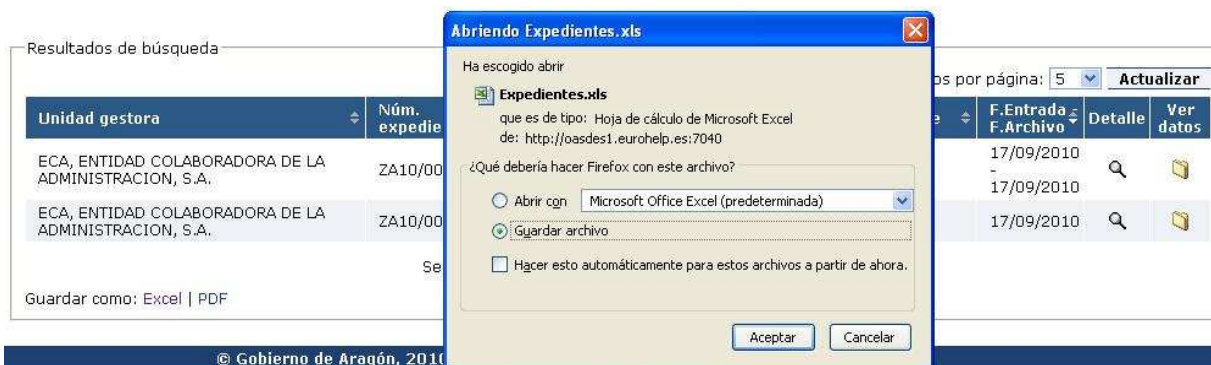 Abriendo Expedientes.xls
Resultados de búsqueda
Ha escogido abrir
Expedientes.xls
que es de tipo: Hoja de cálculo de Microsoft Excel
de: http://oasdes1.eurohelp.es:7040
¿Qué debería hacer Firefox con este archivo?
Abrir con Microsoft Office Excel (predeterminada)
Guardar archivo
Hacer esto automáticamente para estos archivos a partir de ahora.
Aceptar Cancelar
os por página: 5 Actualizar
Unidad gestora Núm. expedie F.Entrada - F.Archivo Detalle Ver datos
ECA, ENTIDAD COLABORADORA DE LA
ADMINISTRACION, S.A. ZA10/00 17/09/2010 - 17/09/2010
ECA, ENTIDAD COLABORADORA DE LA
ADMINISTRACION, S.A. ZA10/00 17/09/2010
Se
Guardar como: Excel | PDF
© Gobierno de Aragón, 2010